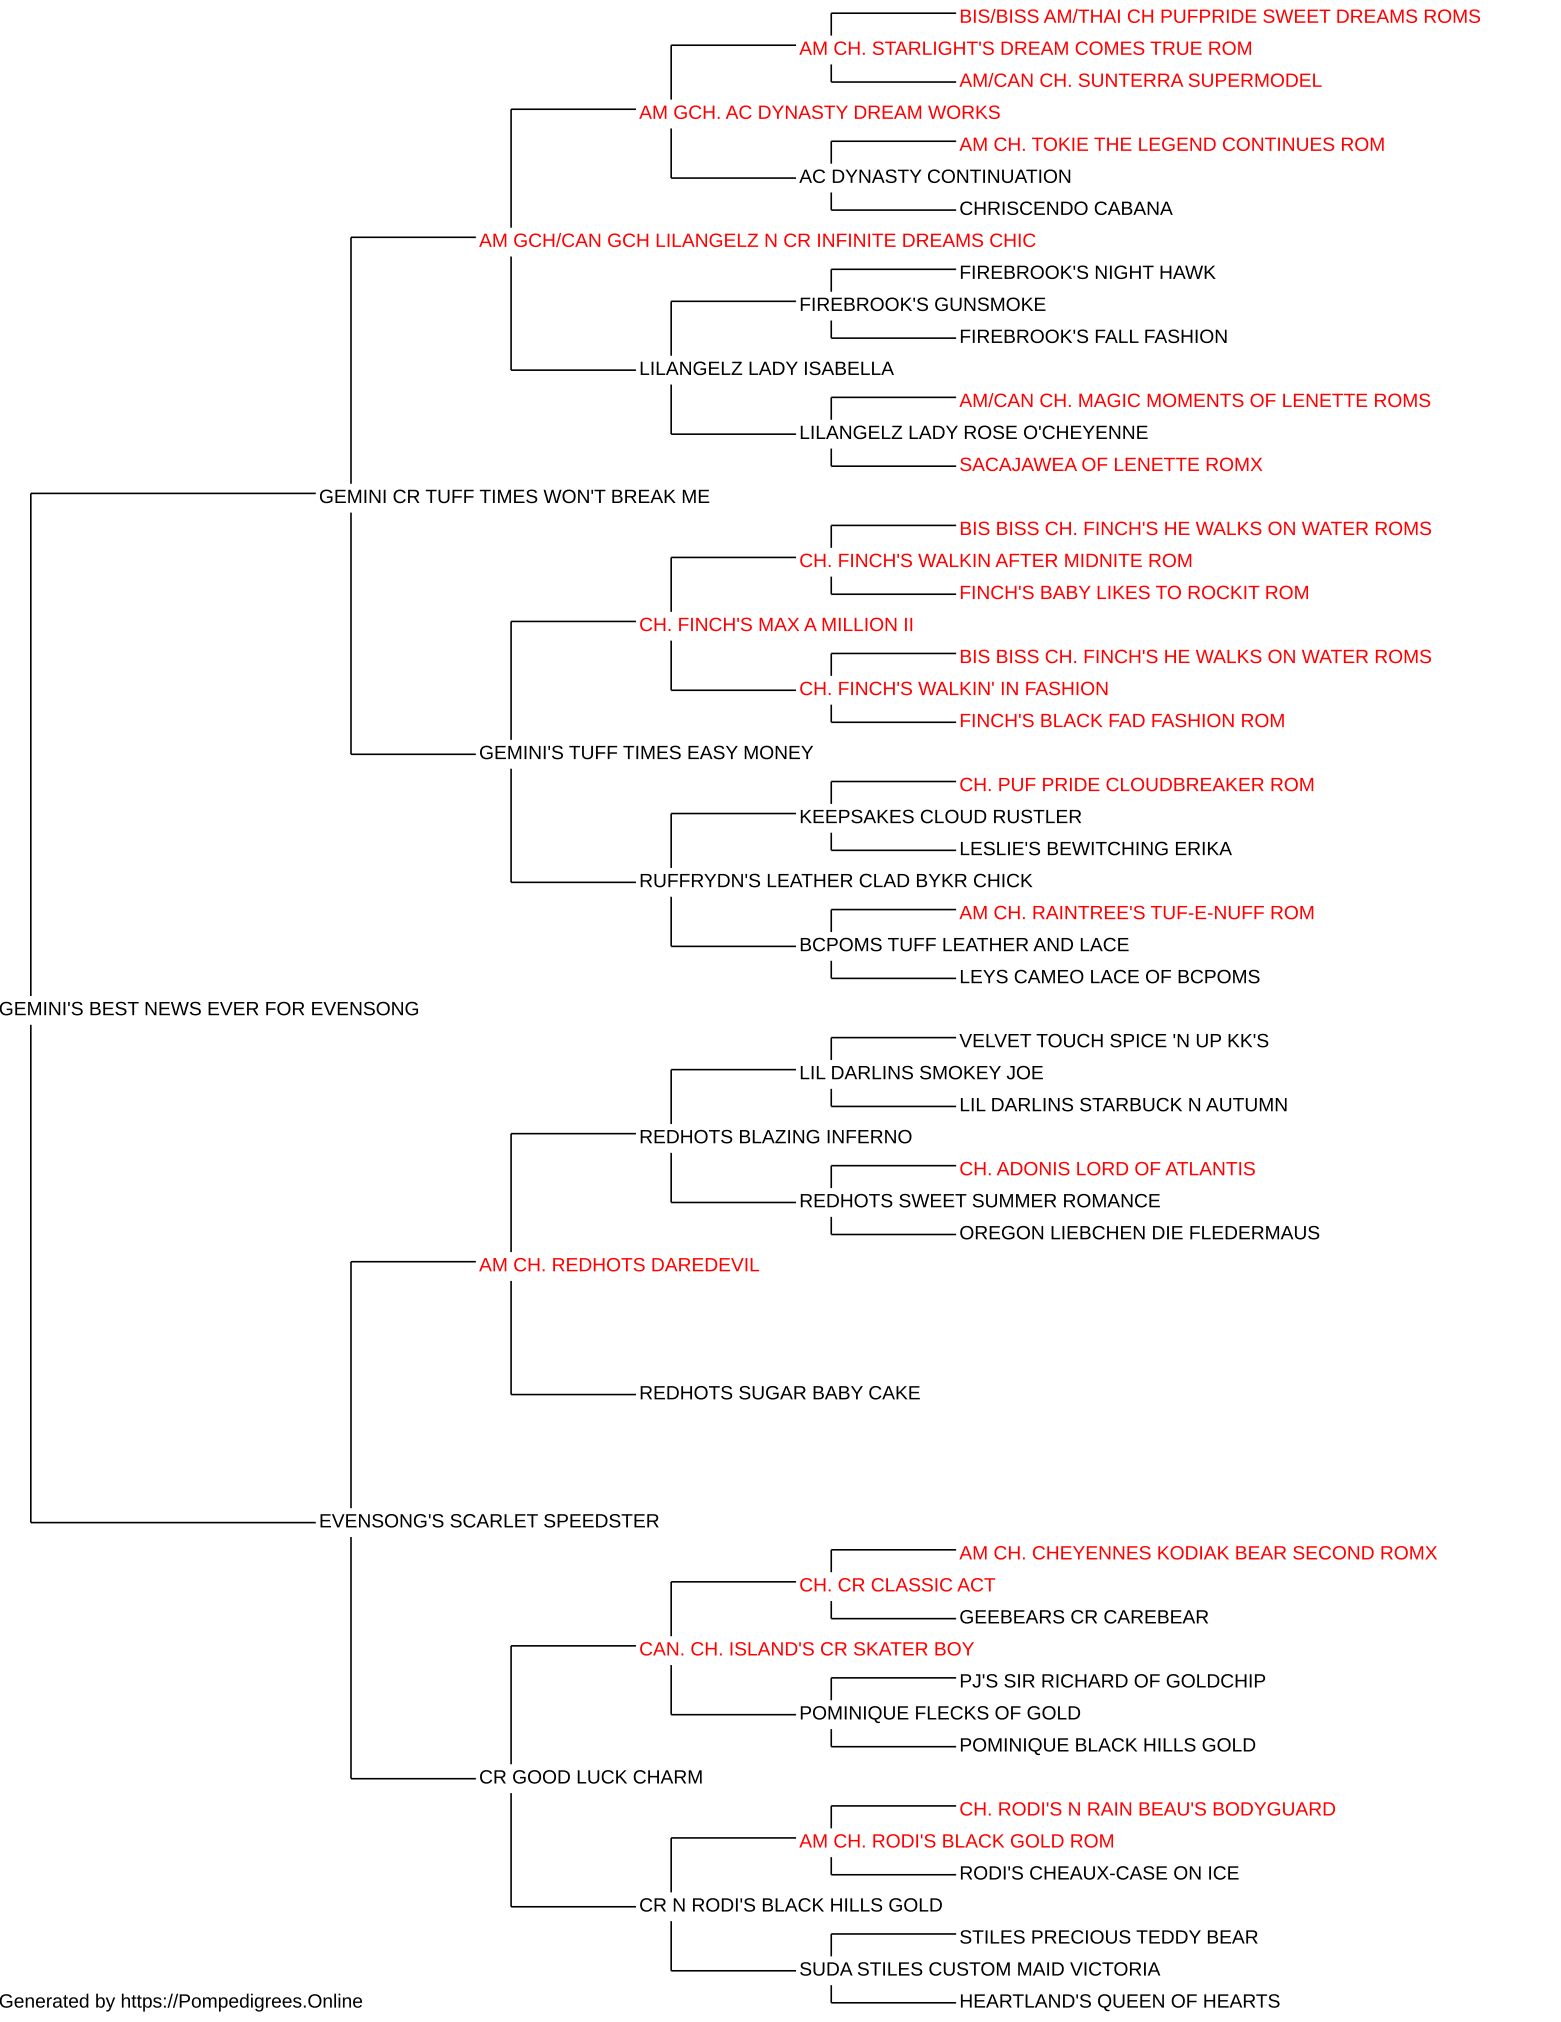 BIS/BISS AM/THAI CH PUFPRIDE SWEET DREAMS ROMS
AM CH. STARLIGHT'S DREAM COMES TRUE ROM
AM/CAN CH. SUNTERRA SUPERMODEL
AM GCH. AC DYNASTY DREAM WORKS
AM CH. TOKIE THE LEGEND CONTINUES ROM
AC DYNASTY CONTINUATION
CHRISCENDO CABANA
AM GCH/CAN GCH LILANGELZ N CR INFINITE DREAMS CHIC
FIREBROOK'S NIGHT HAWK
FIREBROOK'S GUNSMOKE
FIREBROOK'S FALL FASHION
LILANGELZ LADY ISABELLA
AM/CAN CH. MAGIC MOMENTS OF LENETTE ROMS
LILANGELZ LADY ROSE O'CHEYENNE
SACAJAWEA OF LENETTE ROMX
GEMINI CR TUFF TIMES WON'T BREAK ME
BIS BISS CH. FINCH'S HE WALKS ON WATER ROMS
CH. FINCH'S WALKIN AFTER MIDNITE ROM
FINCH'S BABY LIKES TO ROCKIT ROM
CH. FINCH'S MAX A MILLION II
BIS BISS CH. FINCH'S HE WALKS ON WATER ROMS
CH. FINCH'S WALKIN' IN FASHION
FINCH'S BLACK FAD FASHION ROM
GEMINI'S TUFF TIMES EASY MONEY
CH. PUF PRIDE CLOUDBREAKER ROM
KEEPSAKES CLOUD RUSTLER
LESLIE'S BEWITCHING ERIKA
RUFFRYDN'S LEATHER CLAD BYKR CHICK
AM CH. RAINTREE'S TUF-E-NUFF ROM
BCPOMS TUFF LEATHER AND LACE
LEYS CAMEO LACE OF BCPOMS
GEMINI'S BEST NEWS EVER FOR EVENSONG
VELVET TOUCH SPICE 'N UP KK'S
LIL DARLINS SMOKEY JOE
LIL DARLINS STARBUCK N AUTUMN
REDHOTS BLAZING INFERNO
CH. ADONIS LORD OF ATLANTIS
REDHOTS SWEET SUMMER ROMANCE
OREGON LIEBCHEN DIE FLEDERMAUS
AM CH. REDHOTS DAREDEVIL
REDHOTS SUGAR BABY CAKE
EVENSONG'S SCARLET SPEEDSTER
AM CH. CHEYENNES KODIAK BEAR SECOND ROMX
CH. CR CLASSIC ACT
GEEBEARS CR CAREBEAR
CAN. CH. ISLAND'S CR SKATER BOY
PJ'S SIR RICHARD OF GOLDCHIP
POMINIQUE FLECKS OF GOLD
POMINIQUE BLACK HILLS GOLD
CR GOOD LUCK CHARM
CH. RODI'S N RAIN BEAU'S BODYGUARD
AM CH. RODI'S BLACK GOLD ROM
RODI'S CHEAUX-CASE ON ICE
CR N RODI'S BLACK HILLS GOLD
STILES PRECIOUS TEDDY BEAR
SUDA STILES CUSTOM MAID VICTORIA
HEARTLAND'S QUEEN OF HEARTS
Generated by https://Pompedigrees.Online